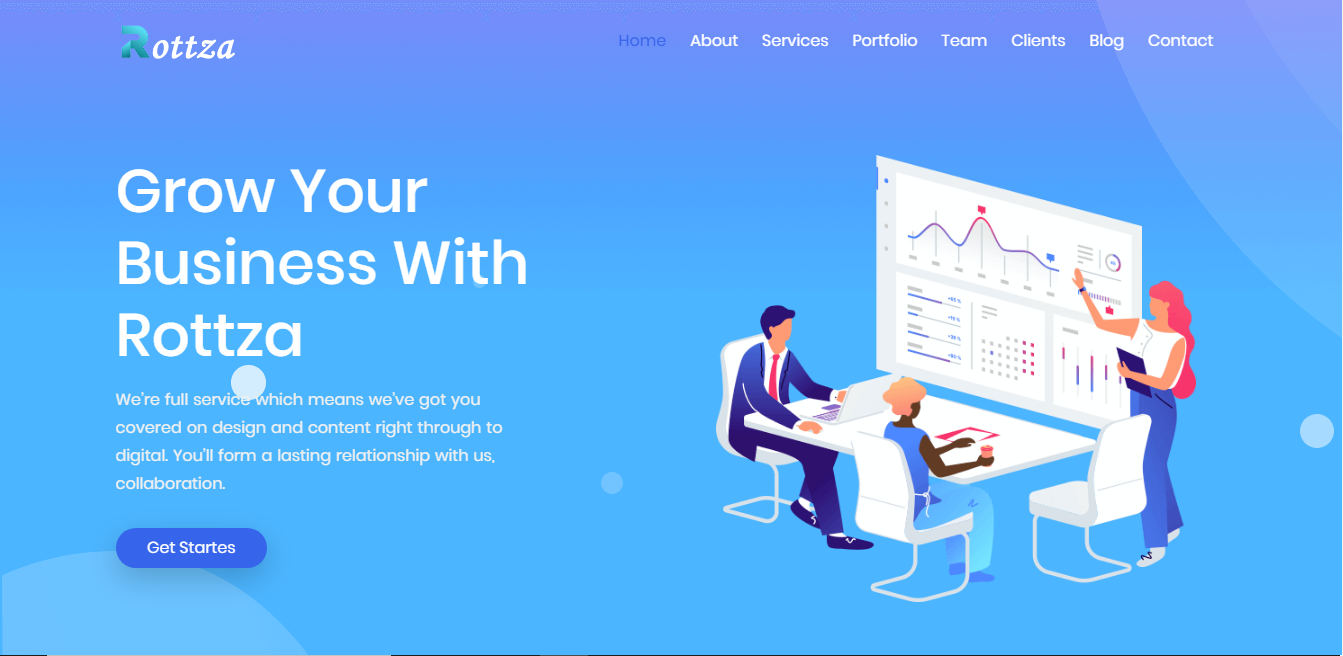 Rottza
Home About Services Portfolio Team Clients Blog Contact
Grow Your
Business With
Rottza
We're full service which means we've got you
covered on design and content right through to
digital. You'll form a lasting relationship with us,
collaboration.
Get Startes